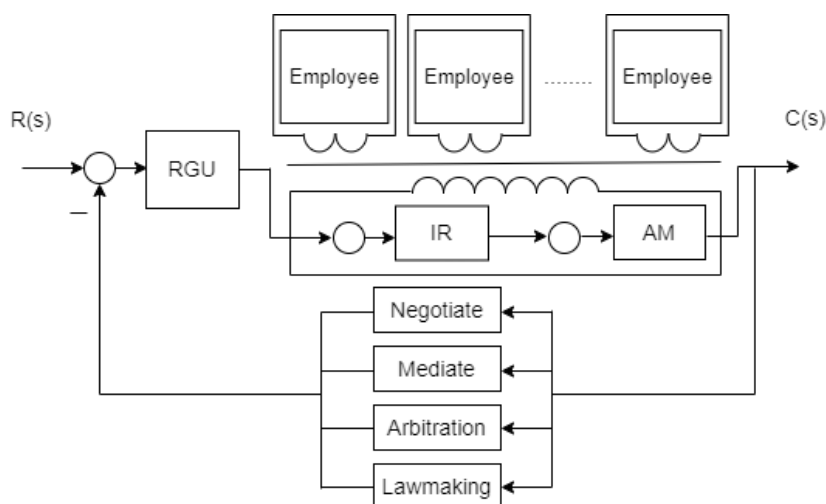 Employee
Employee
........
Employee
R(s)
C(s)
RGU
IR
AM
Negotiate
Mediate
Arbitration
Lawmaking